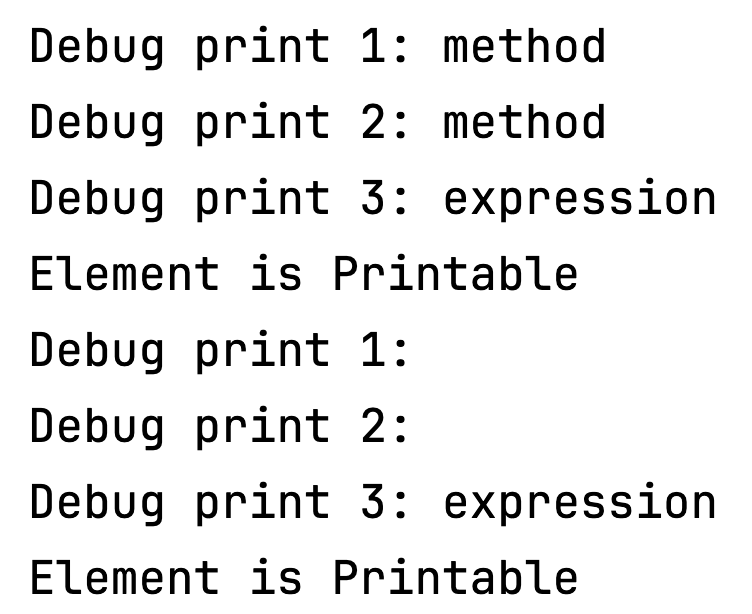 Debug print 1: method
Debug print 2: method
Debug print 3: expression
Element is Printable
Debug print 1:
Debug print 2:
Debug print 3: expression
Element is Printable